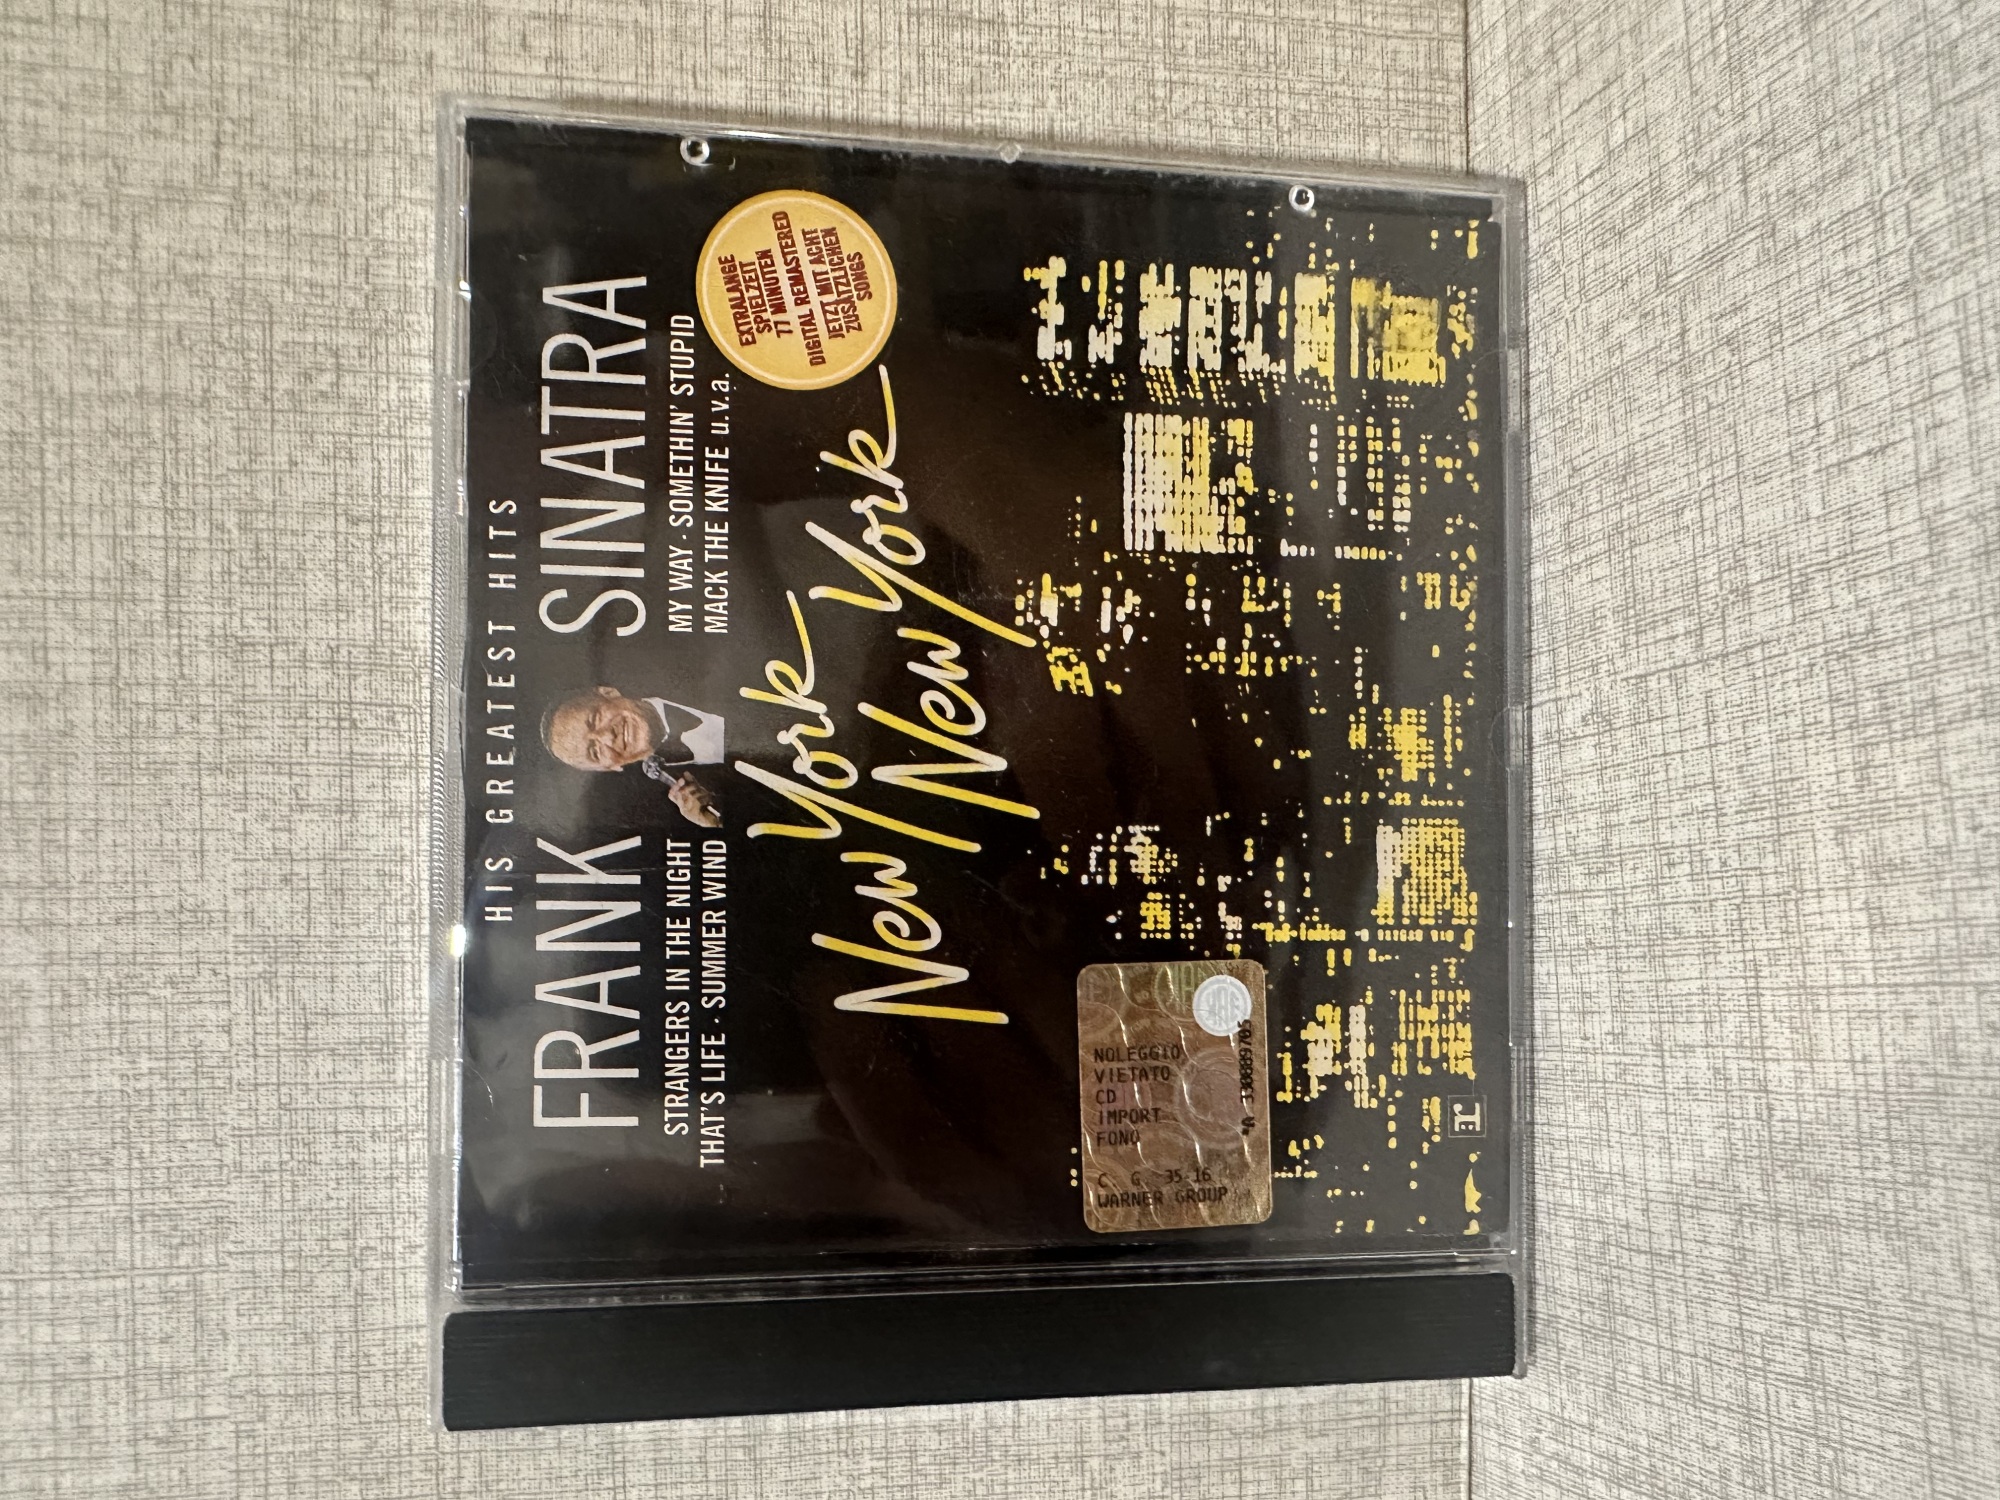 HIS GREATEST HITS
FRANK SINATRA
STRANGERS IN THE NIGHT
THAT'S LIFE · SUMMER WIND
MY WAY · SOMETHIN' STUPID
MACK THE KNIFE u.v.a.
EXTRALANGE
SPIELZEIT
77 MINUTEN
DIGITAL REMASTERED
JETZT MIT ACHT
ZUSÄTZLICHEN
SONGS
New York
New York
NOLEGGIO
VIETATO
CD
IMPORT
FONO
C. G. 35-16
WARNER GROUP
r: